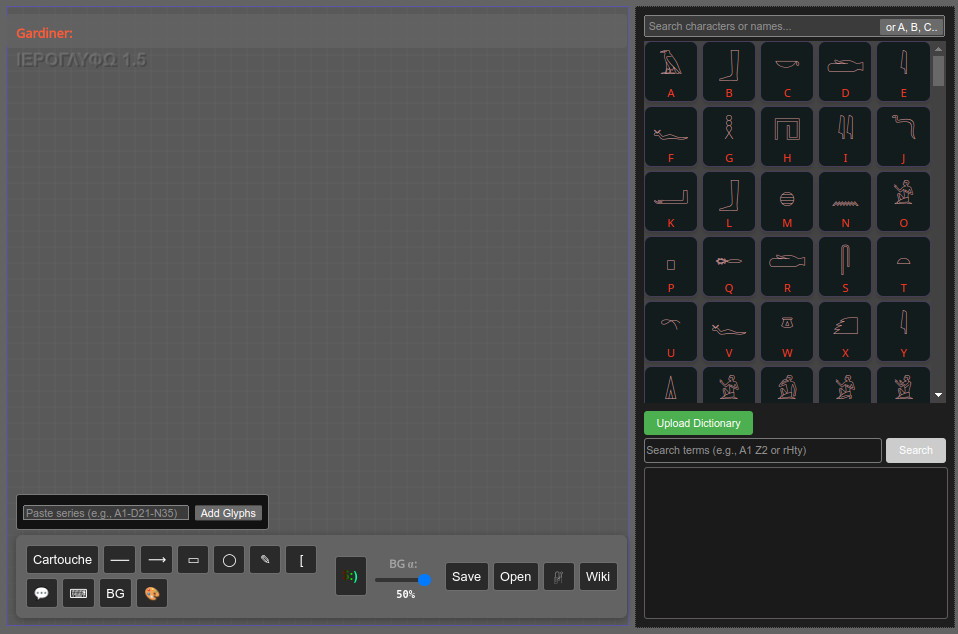 Gardiner:
ΙΕΡΟΓΛΥΦΩ 1.5
Paste series (e.g., A1-D21-N35) Add Glyphs
Cartouche [
BG
:)
BG α:
50%
Save Open Wiki
Search characters or names... or A, B, C..
A B C D E
F G H I J
K L M N O
P Q R S T
U V W X Y
Upload Dictionary
Search terms (e.g., A1 Z2 or rHty) Search